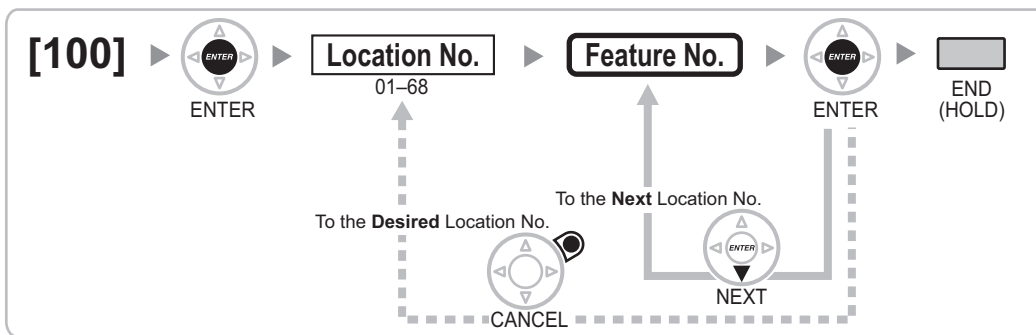 [100]
ENTER
ENTER
Location No.
01–68
Feature No.
ENTER
ENTER
END
(HOLD)
To the Desired Location No.
CANCEL
To the Next Location No.
ENTER
NEXT